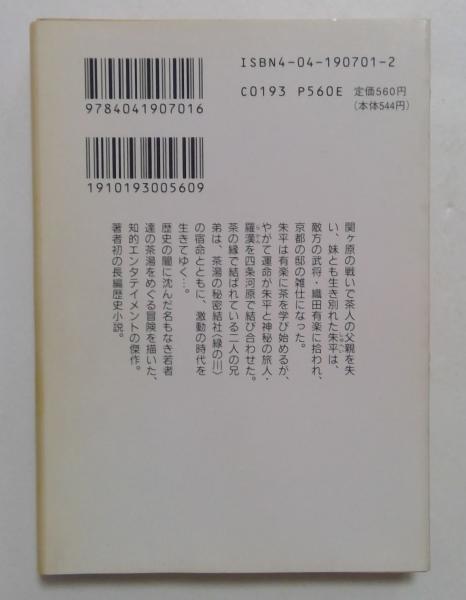 ISBN4-04-190701-2
C0193 P560E 定価560円
(本体544円)
9784041907016
1910193005609
関ヶ原の戦いで茶人の父親を失
い、妹とも生き別れた朱平は、
敵方の武将・織田有楽に拾われ、
京都の邸の雑仕になった。
朱平は有楽に茶を学び始めるが、
やがて運命が朱平と神秘の旅人・
羅漢を四条河原で結び合わせた。
茶の縁で結ばれている二人の兄
弟は、茶湯の秘密結社〈緑の川〉
の宿命とともに、激動の時代を
生きてゆく…。
歴史の闇に沈んだ名もなき若者
達の茶湯をめぐる冒険を描いた、
知的エンタテイメントの傑作。
著者初の長編歴史小説。